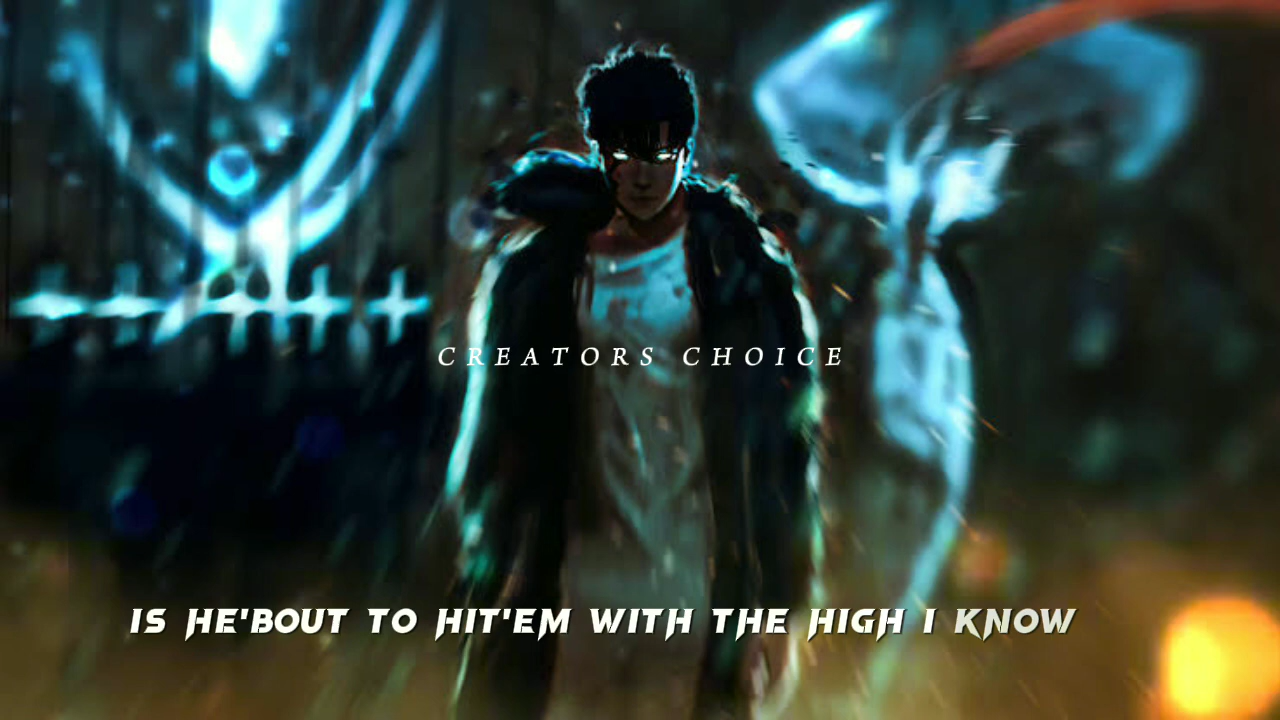 CREATORS CHOICE
IS HE'BOUT TO HIT'EM WITH THE HIGH I KNOW